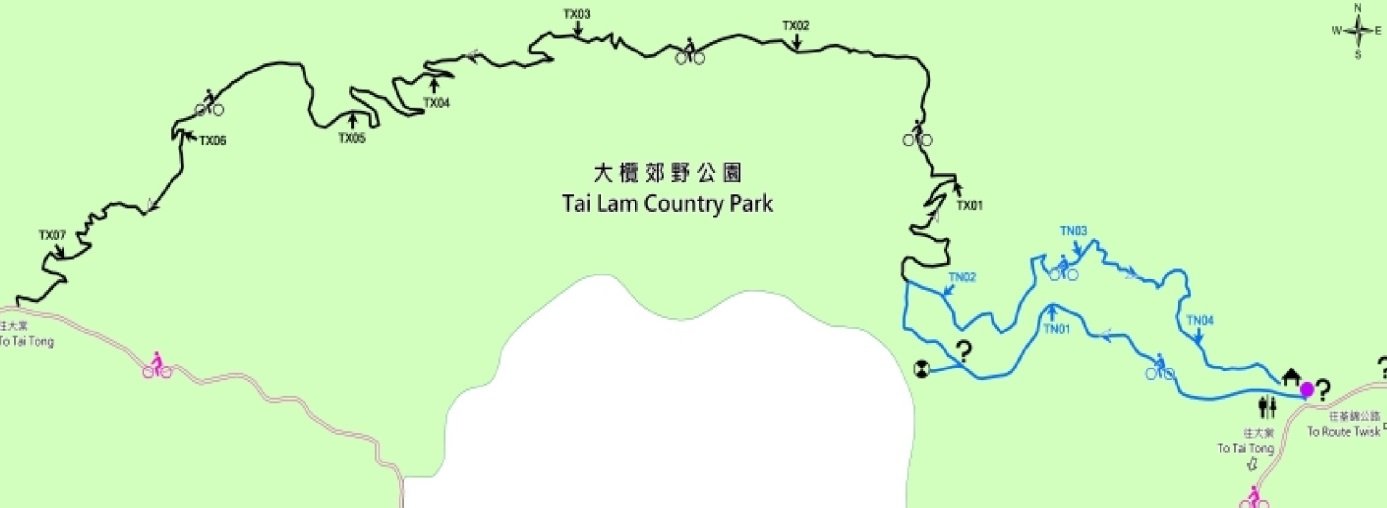 TX03
TX02
N
W E
S
TX04
TX05
TX06
大欖郊野公園
Tai Lam Country Park
TX01
TX07
TN03
TN02
TN04
TN01
往大棠
To Tai Tong
往荃錦公路
To Route Twisk
往大棠
To Tai Tong
?
?
?